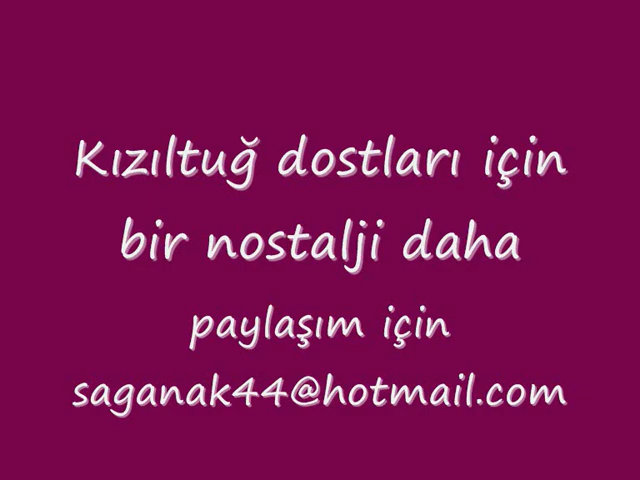 Kızıltuğ dostları için
bir nostalji daha
paylaşım için
saganak44@hotmail.com